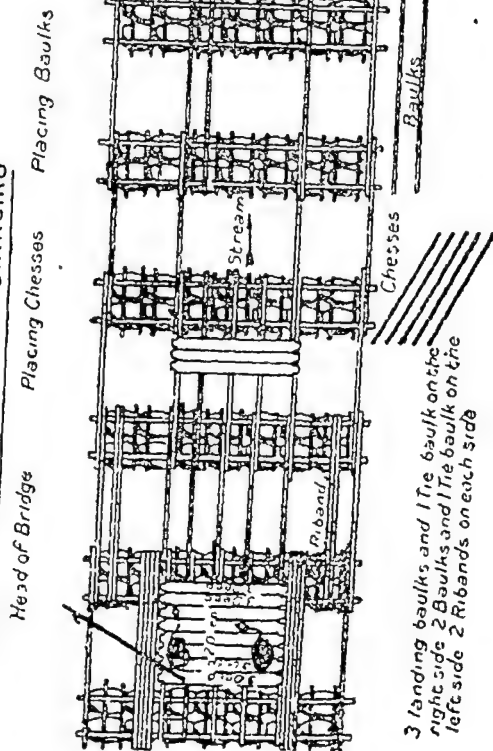 Head of Bridge
Placing Chesses
Placing Baulks
Stream
Riband
Chesses
Baulks
3 landing baulks and 1 Tie baulk on the
right side 2 Baulks and 1 Tie baulk on the
left side 2 Ribands on each side